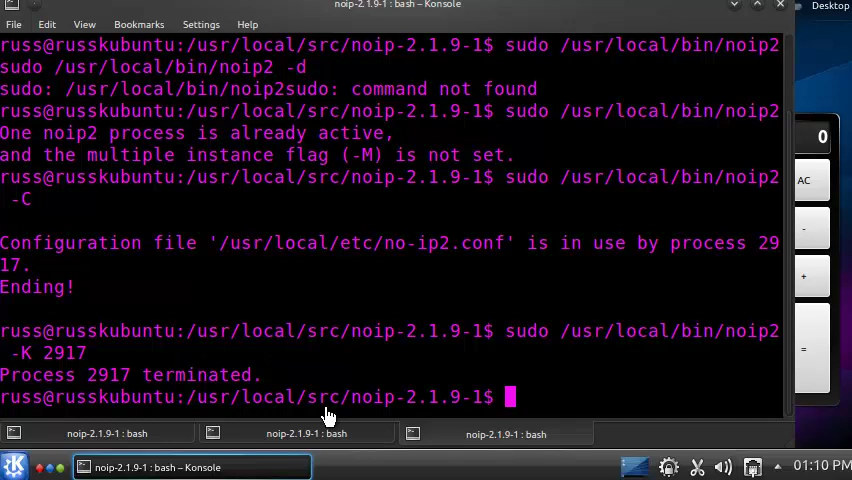 noip-2.1.9-1 : bash – Konsole
Desktop
File Edit View Bookmarks Settings Help
russ@russkubuntu:/usr/local/src/noip-2.1.9-1$ sudo /usr/local/bin/noip2
sudo /usr/local/bin/noip2 -d
sudo: /usr/local/bin/noip2sudo: command not found
russ@russkubuntu:/usr/local/src/noip-2.1.9-1$ sudo /usr/local/bin/noip2
One noip2 process is already active,
and the multiple instance flag (-M) is not set.
russ@russkubuntu:/usr/local/src/noip-2.1.9-1$ sudo /usr/local/bin/noip2
-C
Configuration file '/usr/local/etc/no-ip2.conf' is in use by process 29
17.
Ending!
russ@russkubuntu:/usr/local/src/noip-2.1.9-1$ sudo /usr/local/bin/noip2
-K 2917
Process 2917 terminated.
russ@russkubuntu:/usr/local/src/noip-2.1.9-1$
0
AC
-
+
=
noip-2.1.9-1 : bash
noip-2.1.9-1 : bash
noip-2.1.9-1 : bash
noip-2.1.9-1 : bash – Konsole
01:10 PM